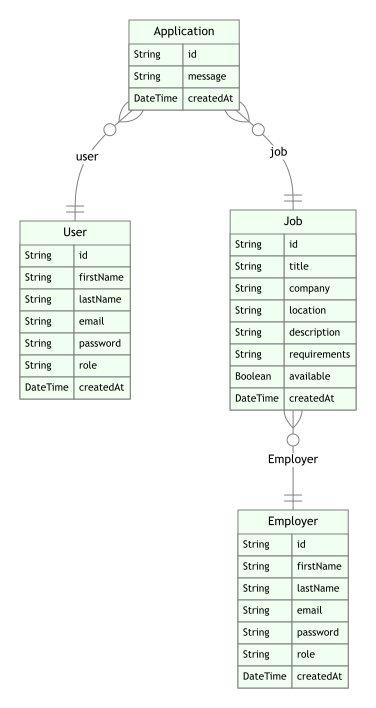 Application
String id
String message
DateTime createdAt
user
job
User
String id
String firstName
String lastName
String email
String password
String role
DateTime createdAt
Job
String id
String title
String company
String location
String description
String requirements
Boolean available
DateTime createdAt
Employer
Employer
String id
String firstName
String lastName
String email
String password
String role
DateTime createdAt